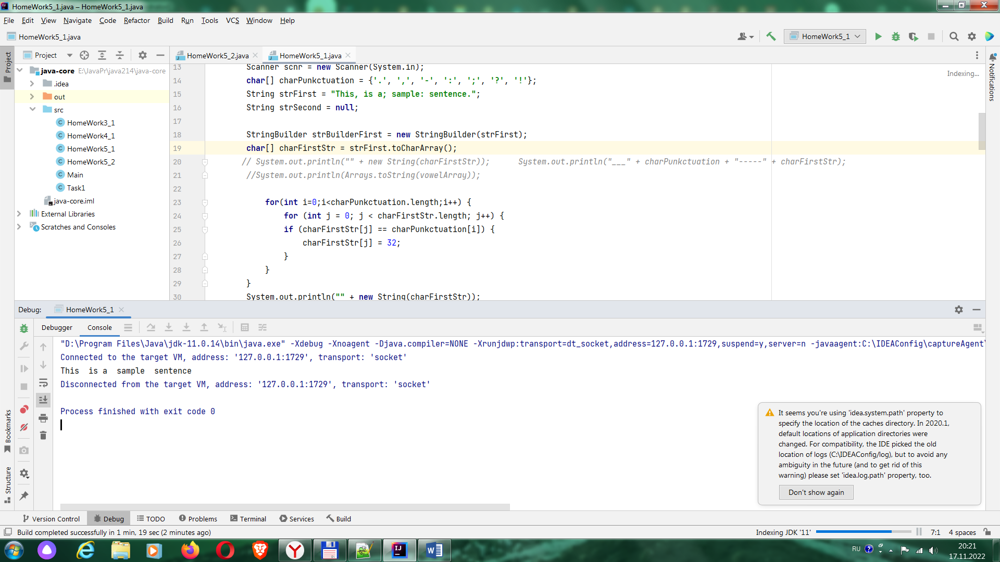 HomeWork5_1.java – HomeWork5_1.java
File Edit View Navigate Code Refactor Build Run Tools VCS Window Help
HomeWork5_1.java
HomeWork5_1
Project
Project
HomeWork5_2.java
HomeWork5_1.java
Notifications
java-core E:\JavaPr\java214\java-core
.idea
out
src
HomeWork3_1
HomeWork4_1
HomeWork5_1
HomeWork5_2
Main
Task1
java-core.iml
External Libraries
Scratches and Consoles
Indexing...
13 Scanner scnr = new Scanner(System.in);
14 char[] charPunkctuation = {'.', ',', '-', ':', ';', '?', '!'};
15 String strFirst = "This, is a; sample: sentence.";
16 String strSecond = null;
17
18 StringBuilder strBuilderFirst = new StringBuilder(strFirst);
19 char[] charFirstStr = strFirst.toCharArray();
20 // System.out.println("" + new String(charFirstStr)); System.out.println("___" + charPunkctuation + "-----" + charFirstStr);
21 //System.out.println(Arrays.toString(vowelArray));
22
23 for(int i=0;i<charPunkctuation.length;i++) {
24 for (int j = 0; j < charFirstStr.length; j++) {
25 if (charFirstStr[j] == charPunkctuation[i]) {
26 charFirstStr[j] = 32;
27 }
28 }
29 }
30 System.out.println("" + new String(charFirstStr));
Debug: HomeWork5_1
Debugger Console
"D:\Program Files\Java\jdk-11.0.14\bin\java.exe" -Xdebug -Xnoagent -Djava.compiler=NONE -Xrunjdwp:transport=dt_socket,address=127.0.0.1:1729,suspend=y,server=n -javaagent:C:\IDEAConfig\captureAgent\
Connected to the target VM, address: '127.0.0.1:1729', transport: 'socket'
This  is a  sample  sentence
Disconnected from the target VM, address: '127.0.0.1:1729', transport: 'socket'
Process finished with exit code 0
Bookmarks
Structure
It seems you're using 'idea.system.path' property to
specify the location of the caches directory. In 2020.1,
default locations of application directories were
changed. For compatibility, the IDE picked the old
location of logs (C:\IDEAConfig/log), but to avoid any
ambiguity in the future (and to get rid of this
warning) please set 'idea.log.path' property, too.
Don't show again
Version Control Debug TODO Problems Terminal Services Build
Build completed successfully in 1 min, 19 sec (2 minutes ago)
Indexing JDK '11' 7:1 4 spaces
RU
20:21
17.11.2022